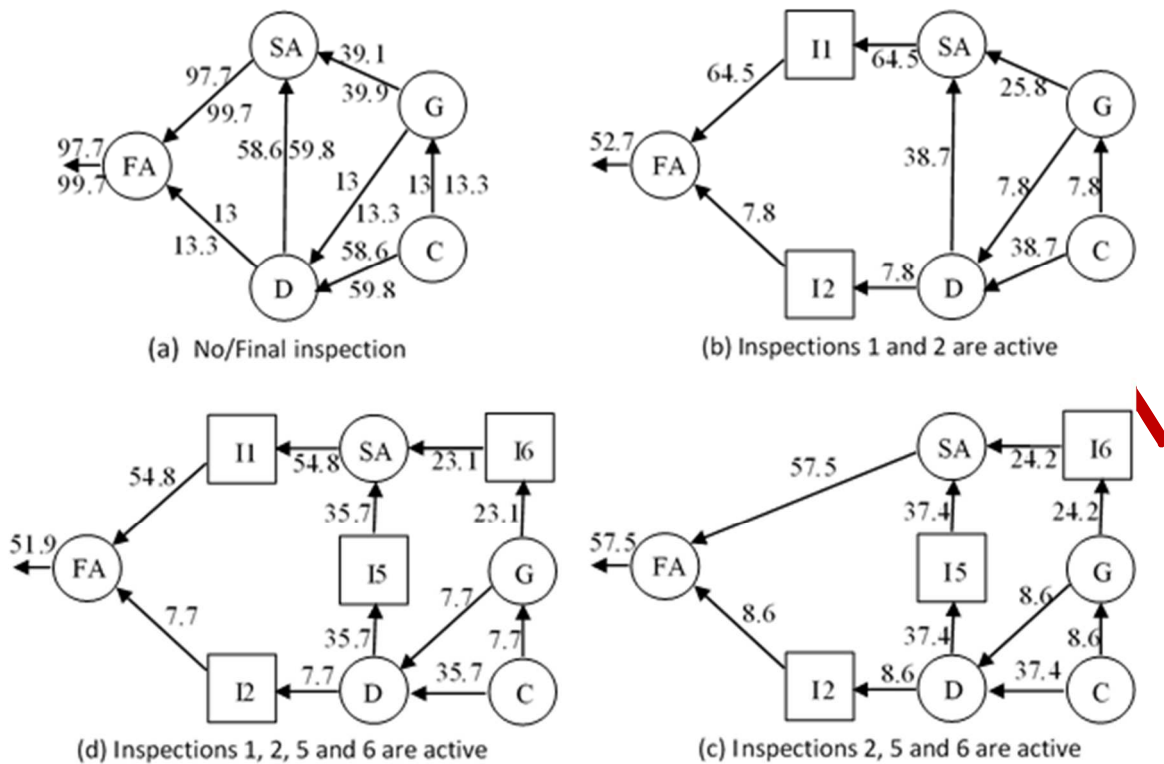 SA
39.1
97.7
39.9
G
99.7
97.7
FA
58.6 59.8
99.7
13
13 13.3
13
13.3
13.3
58.6
C
D
59.8
(a) No/Final inspection
I1
SA
64.5
64.5
25.8
G
52.7
FA
38.7
7.8
7.8
7.8
38.7
C
I2
7.8
D
(b) Inspections 1 and 2 are active
I1
SA
I6
54.8
23.1
54.8
35.7
23.1
51.9
FA
I5
G
7.7
7.7
35.7
7.7
7.7
35.7
I2
D
C
(d) Inspections 1, 2, 5 and 6 are active
SA
I6
57.5
24.2
37.4
24.2
57.5
FA
I5
G
8.6
8.6
37.4
8.6
8.6
37.4
I2
D
C
(c) Inspections 2, 5 and 6 are active